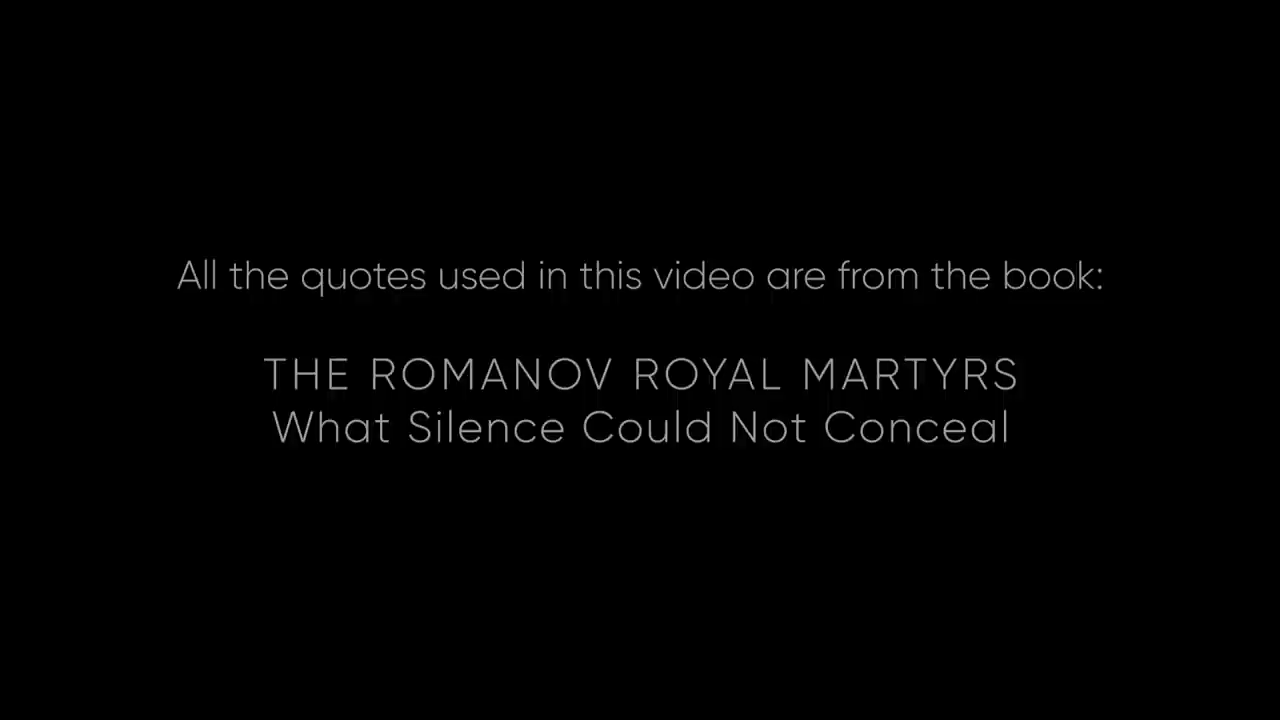 All the quotes used in this video are from the book:
THE ROMANOV ROYAL MARTYRS
What Silence Could Not Conceal